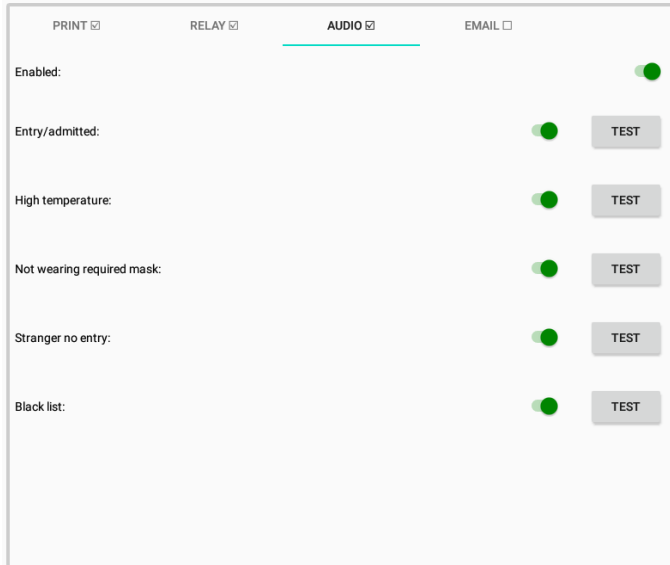 PRINT ☑ RELAY ☑ AUDIO ☑ EMAIL ☐
Enabled:
Entry/admitted: TEST
High temperature: TEST
Not wearing required mask: TEST
Stranger no entry: TEST
Black list: TEST